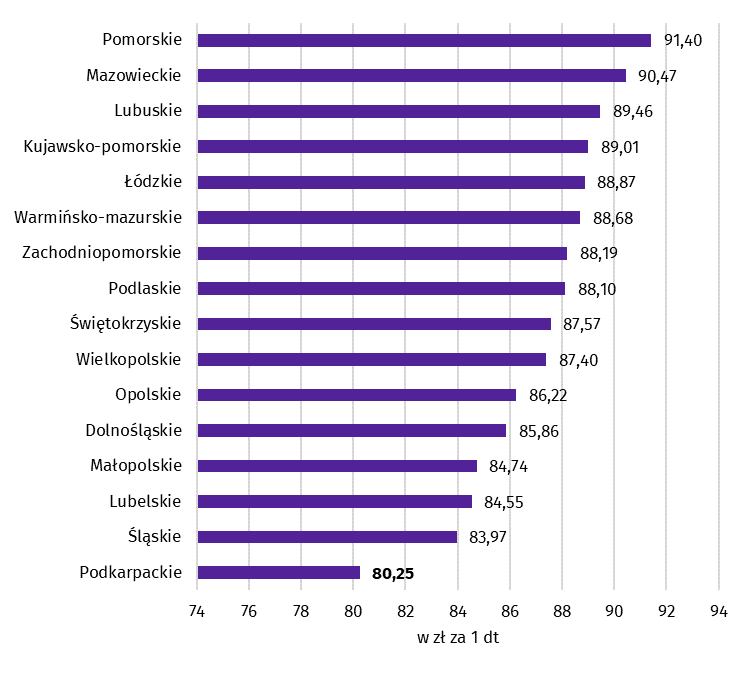 Pomorskie 91,40
Mazowieckie 90,47
Lubuskie 89,46
Kujawsko-pomorskie 89,01
Łódzkie 88,87
Warmińsko-mazurskie 88,68
Zachodniopomorskie 88,19
Podlaskie 88,10
Świętokrzyskie 87,57
Wielkopolskie 87,40
Opolskie 86,22
Dolnośląskie 85,86
Małopolskie 84,74
Lubelskie 84,55
Śląskie 83,97
Podkarpackie 80,25
74 76 78 80 82 84 86 88 90 92 94
w zł za 1 dt